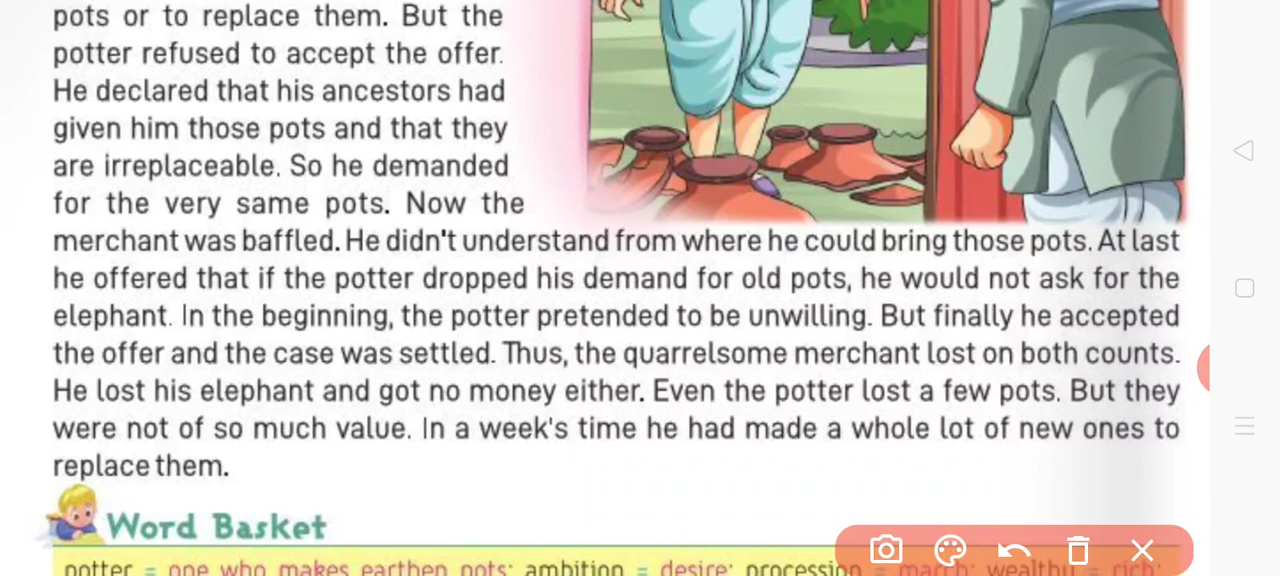 pots or to replace them. But the
potter refused to accept the offer.
He declared that his ancestors had
given him those pots and that they
are irreplaceable. So he demanded
for the very same pots. Now the
merchant was baffled. He didn't understand from where he could bring those pots. At last
he offered that if the potter dropped his demand for old pots, he would not ask for the
elephant. In the beginning, the potter pretended to be unwilling. But finally he accepted
the offer and the case was settled. Thus, the quarrelsome merchant lost on both counts.
He lost his elephant and got no money either. Even the potter lost a few pots. But they
were not of so much value. In a week's time he had made a whole lot of new ones to
replace them.
Word Basket
potter = one who makes earthen pots; ambition = desire; procession = march; wealthy = rich;